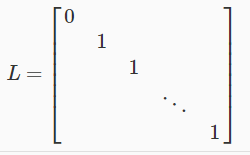 L = [ 0
1
1
⋱
1 ]